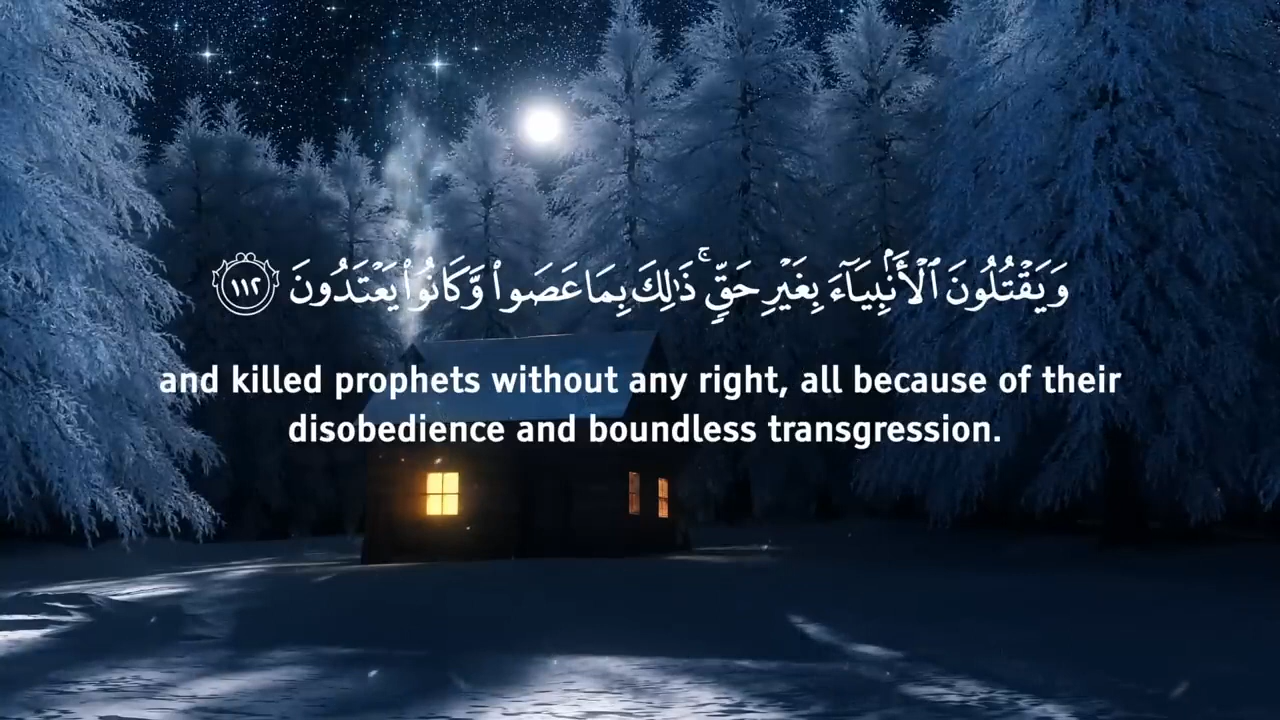 وَيَقْتُلُونَ ٱلْأَنۢبِيَآءَ بِغَيْرِ حَقٍّۢ ۚ ذَٰلِكَ بِمَا عَصَوا۟ وَّكَانُوا۟ يَعْتَدُونَ ١١٢
and killed prophets without any right, all because of their
disobedience and boundless transgression.